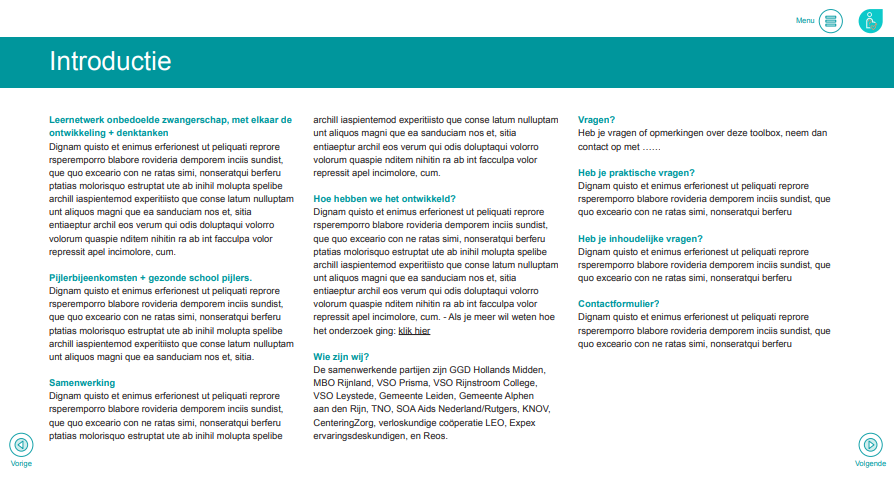 Menu
Introductie
Leernetwerk onbedoelde zwangerschap, met elkaar de
ontwikkeling + denktanken
Dignam quisto et enimus erferionest ut peliquati reprore
rsperemporro blabore rovideria demporem inciis sundist,
que quo exceario con ne ratas simi, nonseratqui berferu
ptatias molorisquo estruptat ute ab inihil molupta spelibe
archill iaspientemod experitiisto que conse latum nulluptam
unt aliquos magni que ea sanduciam nos et, sitia
entiaeptur archil eos verum qui odis doluptaqui volorro
volorum quaspie nditem nihitin ra ab int facculpa volor
repressit apel incimolore, cum.
Pijlerbijeenkomsten + gezonde school pijlers.
Dignam quisto et enimus erferionest ut peliquati reprore
rsperemporro blabore rovideria demporem inciis sundist,
que quo exceario con ne ratas simi, nonseratqui berferu
ptatias molorisquo estruptat ute ab inihil molupta spelibe
archill iaspientemod experitiisto que conse latum nulluptam
unt aliquos magni que ea sanduciam nos et, sitia.
Samenwerking
Dignam quisto et enimus erferionest ut peliquati reprore
rsperemporro blabore rovideria demporem inciis sundist,
que quo exceario con ne ratas simi, nonseratqui berferu
ptatias molorisquo estruptat ute ab inihil molupta spelibe
archill iaspientemod experitiisto que conse latum nulluptam
unt aliquos magni que ea sanduciam nos et, sitia
entiaeptur archil eos verum qui odis doluptaqui volorro
volorum quaspie nditem nihitin ra ab int facculpa volor
repressit apel incimolore, cum.
Hoe hebben we het ontwikkeld?
Dignam quisto et enimus erferionest ut peliquati reprore
rsperemporro blabore rovideria demporem inciis sundist,
que quo exceario con ne ratas simi, nonseratqui berferu
ptatias molorisquo estruptat ute ab inihil molupta spelibe
archill iaspientemod experitiisto que conse latum nulluptam
unt aliquos magni que ea sanduciam nos et, sitia
entiaeptur archil eos verum qui odis doluptaqui volorro
volorum quaspie nditem nihitin ra ab int facculpa volor
repressit apel incimolore, cum. - Als je meer wil weten hoe
het onderzoek ging: klik hier
Wie zijn wij?
De samenwerkende partijen zijn GGD Hollands Midden,
MBO Rijnland, VSO Prisma, VSO Rijnstroom College,
VSO Leystede, Gemeente Leiden, Gemeente Alphen
aan den Rijn, TNO, SOA Aids Nederland/Rutgers, KNOV,
CenteringZorg, verloskundige coöperatie LEO, Expex
ervaringsdeskundigen, en Reos.
Vragen?
Heb je vragen of opmerkingen over deze toolbox, neem dan
contact op met ……
Heb je praktische vragen?
Dignam quisto et enimus erferionest ut peliquati reprore
rsperemporro blabore rovideria demporem inciis sundist, que
quo exceario con ne ratas simi, nonseratqui berferu
Heb je inhoudelijke vragen?
Dignam quisto et enimus erferionest ut peliquati reprore
rsperemporro blabore rovideria demporem inciis sundist, que
quo exceario con ne ratas simi, nonseratqui berferu
Contactformulier?
Dignam quisto et enimus erferionest ut peliquati reprore
rsperemporro blabore rovideria demporem inciis sundist, que
quo exceario con ne ratas simi, nonseratqui berferu
Vorige
Volgende